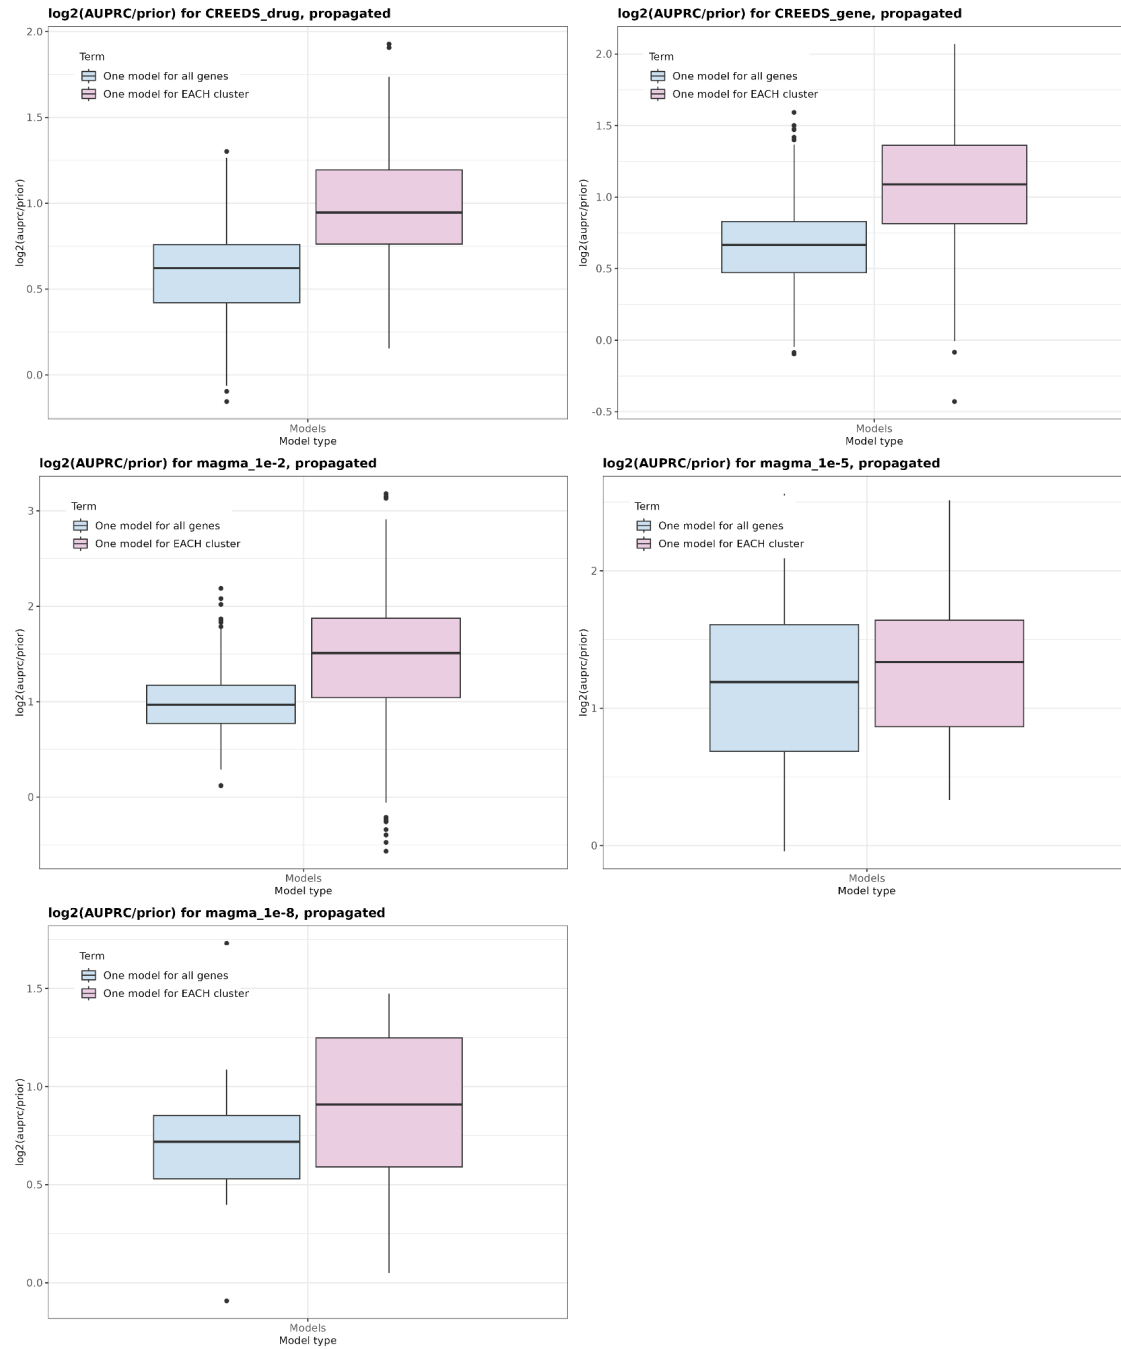 log2(AUPRC/prior) for CREEDS_drug, propagated
2.0
1.5
1.0
0.5
0.0
log2(auprc/prior)
Term
One model for all genes
One model for EACH cluster
Models
Model type
log2(AUPRC/prior) for CREEDS_gene, propagated
2.0
1.5
1.0
0.5
0.0
-0.5
log2(auprc/prior)
Term
One model for all genes
One model for EACH cluster
Models
Model type
log2(AUPRC/prior) for magma_1e-2, propagated
3
2
1
0
log2(auprc/prior)
Term
One model for all genes
One model for EACH cluster
Models
Model type
log2(AUPRC/prior) for magma_1e-5, propagated
2
1
0
log2(auprc/prior)
Term
One model for all genes
One model for EACH cluster
Models
Model type
log2(AUPRC/prior) for magma_1e-8, propagated
1.5
1.0
0.5
0.0
log2(auprc/prior)
Term
One model for all genes
One model for EACH cluster
Models
Model type